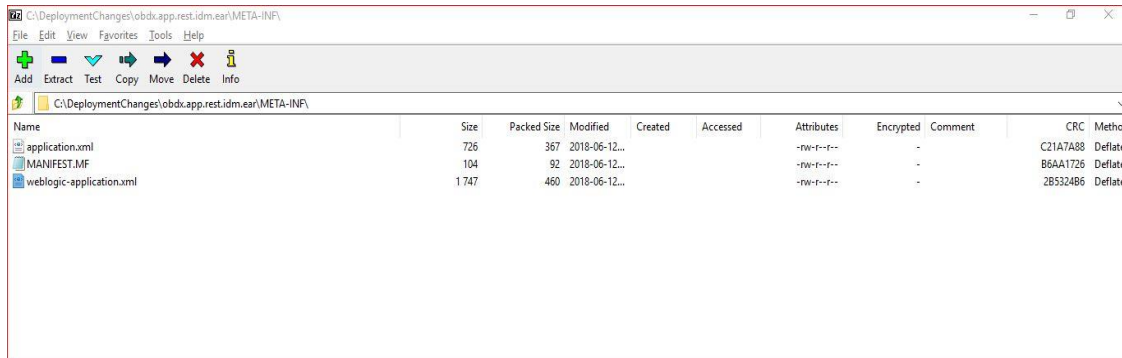 7z C:\DeploymentChanges\obdx.app.rest.idm.ear\META-INF\
File Edit View Favorites Tools Help
Add Extract Test Copy Move Delete Info
C:\DeploymentChanges\obdx.app.rest.idm.ear\META-INF\
Name Size Packed Size Modified Created Accessed Attributes Encrypted Comment CRC Metho
application.xml 726 367 2018-06-12... -rw-r--r-- - C21A7A88 Deflate
MANIFEST.MF 104 92 2018-06-12... -rw-r--r-- - B6AA1726 Deflate
weblogic-application.xml 1 747 460 2018-06-12... -rw-r--r-- - 2B5324B6 Deflate